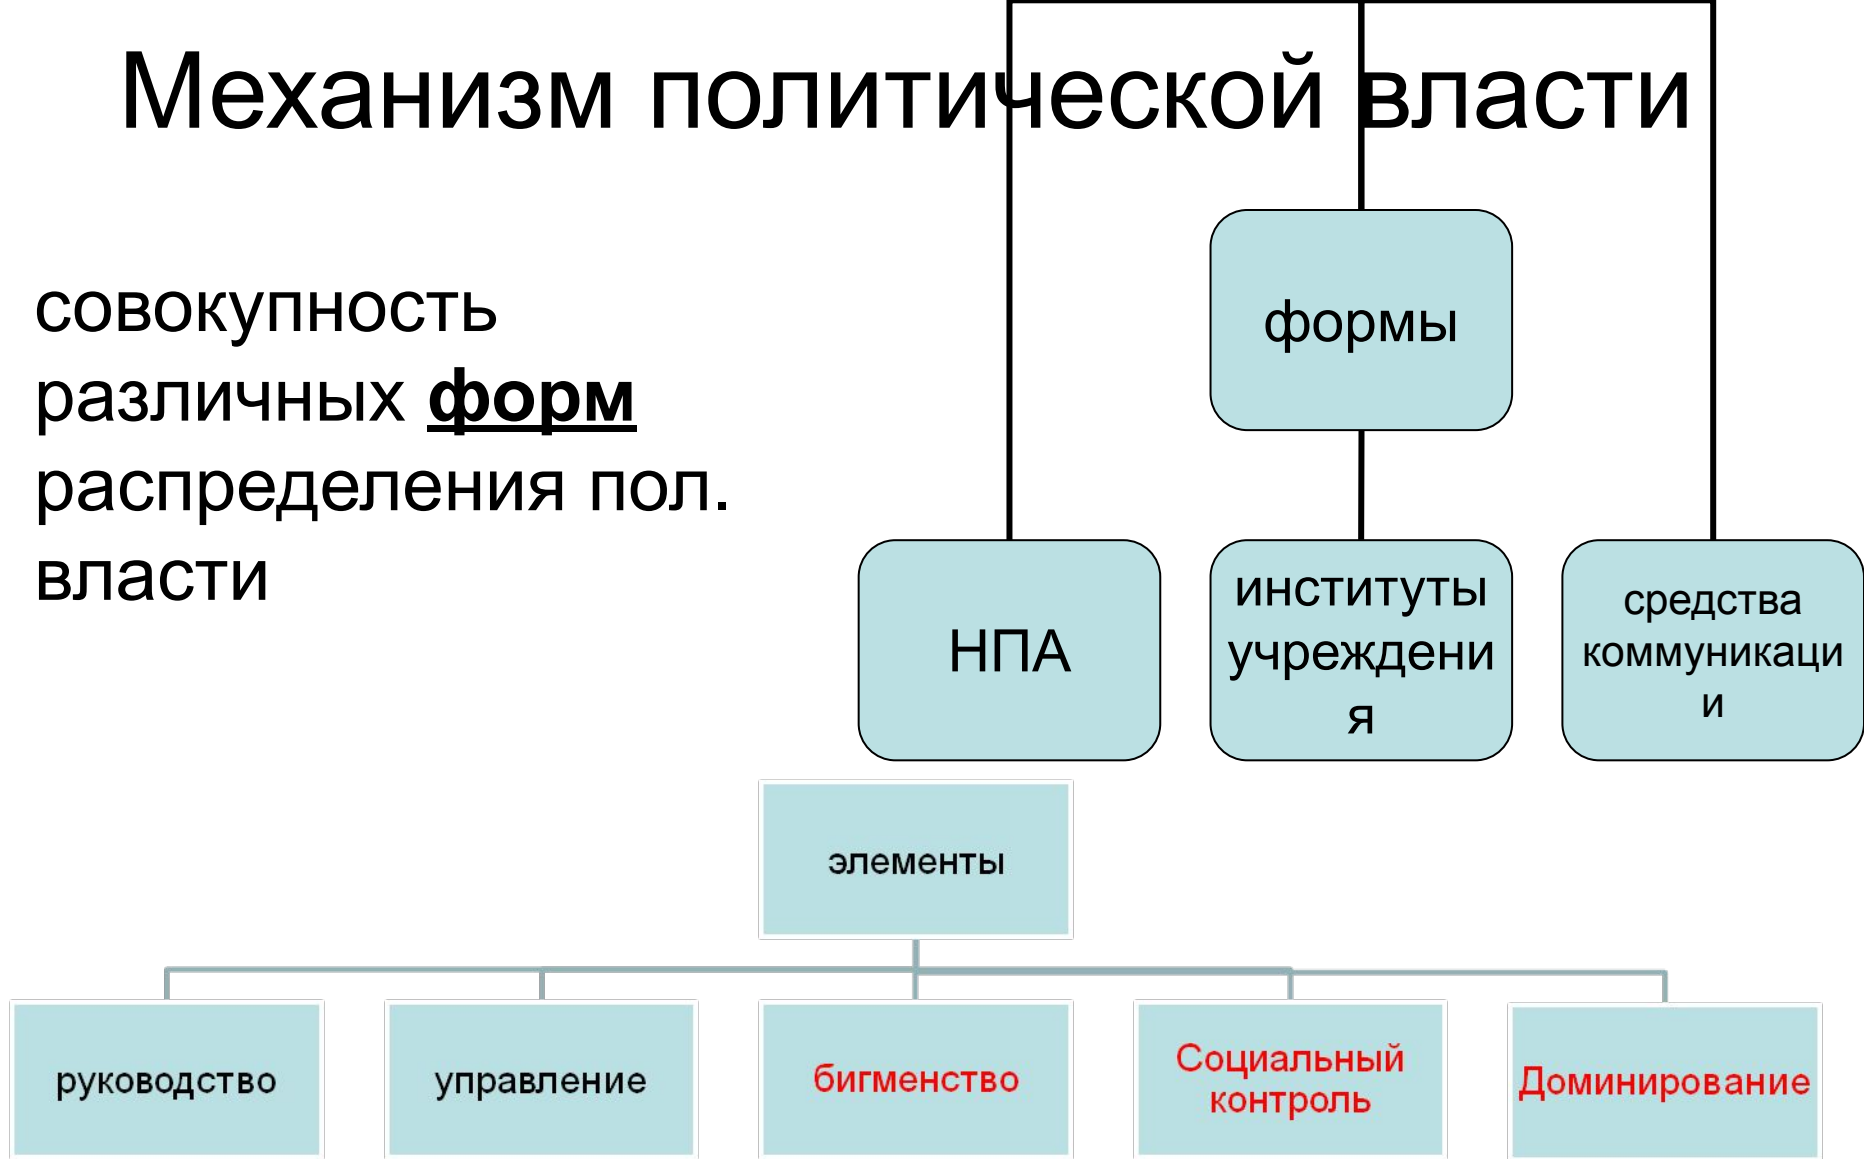 Механизм политической власти
совокупность
различных форм
распределения пол.
власти
формы
НПА
институты
учреждени
я
средства
коммуникаци
и
элементы
руководство
управление
бигменство
Социальный
контроль
Доминирование